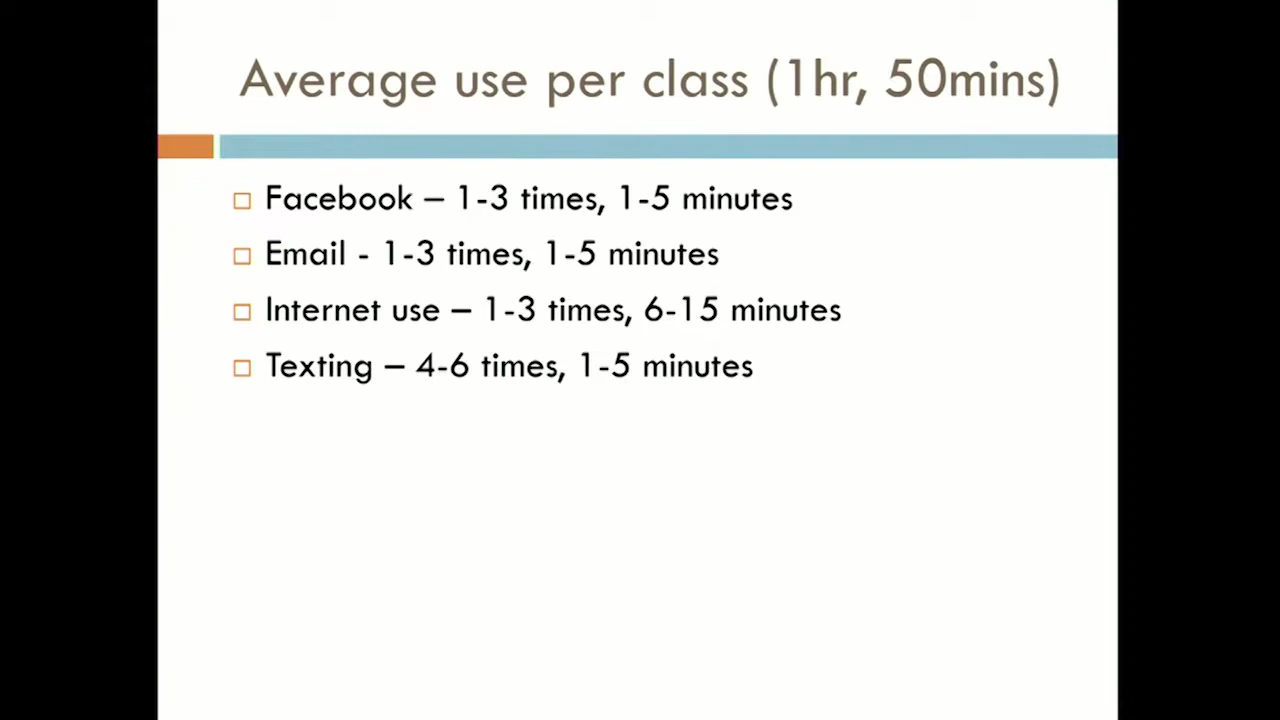 Average use per class (1hr, 50mins)
Facebook – 1-3 times, 1-5 minutes
Email - 1-3 times, 1-5 minutes
Internet use – 1-3 times, 6-15 minutes
Texting – 4-6 times, 1-5 minutes